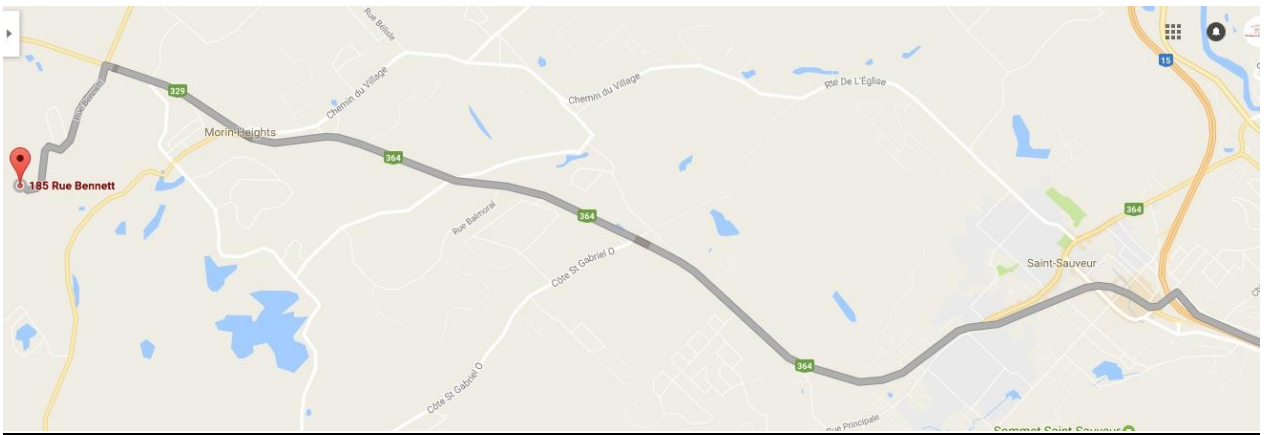 Rue Bélisle
15
Rue Bennett
329
Chemin du Village
Chemin du Village
Rte De L'Église
Morin-Heights
364
185 Rue Bennett
Rue Balmoral
364
364
Côte St Gabriel O
Saint-Sauveur
364
Côte St Gabriel O
Rue Principale
Sommet Saint Sauveur